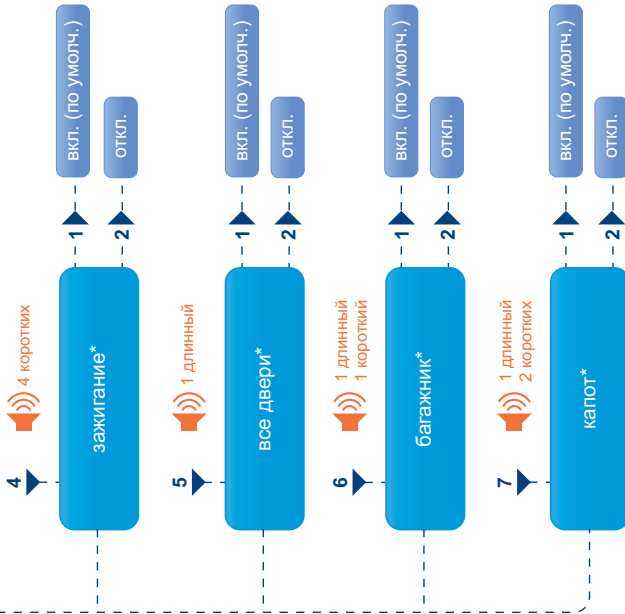 4
4 коротких
зажигание*
1
вкл. (по умолч.)
2
откл.
5
1 длинный
все двери*
1
вкл. (по умолч.)
2
откл.
6
1 длинный
1 короткий
багажник*
1
вкл. (по умолч.)
2
откл.
7
1 длинный
2 коротких
капот*
1
вкл. (по умолч.)
2
откл.